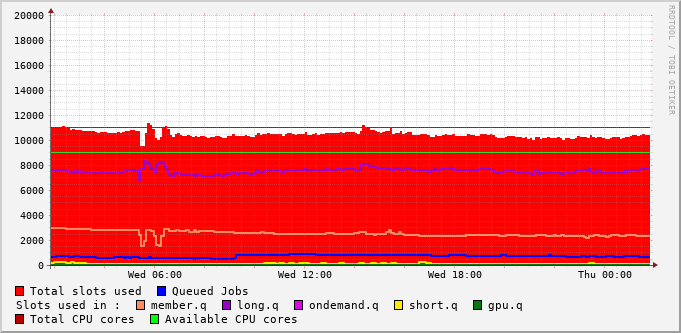 RRDTOOL / TOBI OETIKER
20000
18000
16000
14000
12000
10000
8000
6000
4000
2000
0
Wed 06:00 Wed 12:00 Wed 18:00 Thu 00:00
Total slots used Queued Jobs
Slots used in : member.q long.q ondemand.q short.q gpu.q
Total CPU cores Available CPU cores